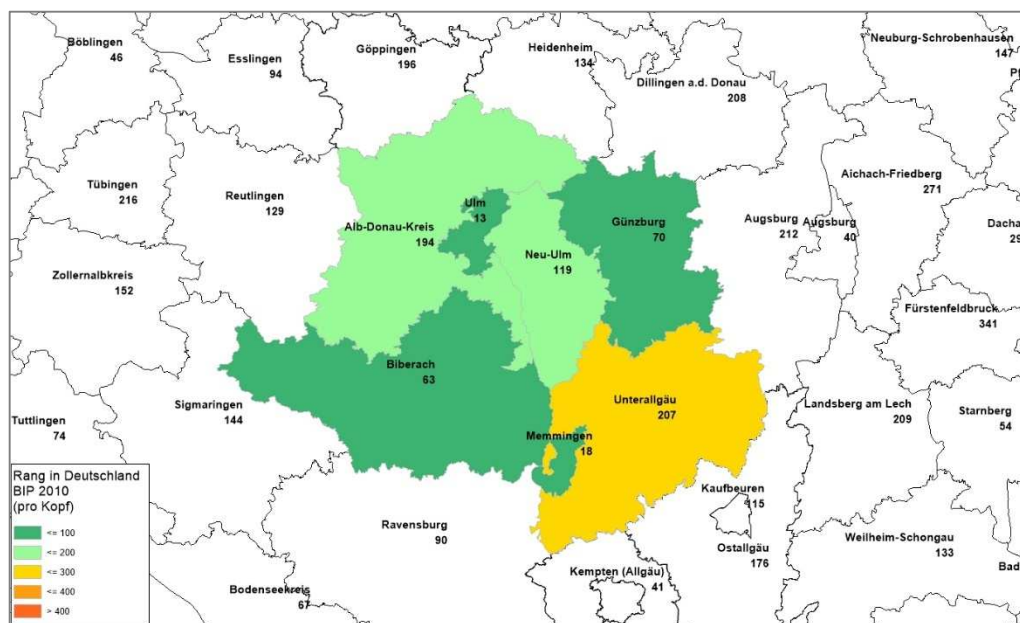 Böblingen
46
Esslingen
94
Göppingen
196
Heidenheim
134
Neuburg-Schrobenhausen
147
Dillingen a.d. Donau
208
Tübingen
216
Reutlingen
129
Ulm
13
Alb-Donau-Kreis
194
Günzburg
70
Augsburg
212
Augsburg
40
Aichach-Friedberg
271
Zollernalbkreis
152
Neu-Ulm
119
Fürstenfeldbruck
341
Biberach
63
Tuttlingen
74
Sigmaringen
144
Unterallgäu
207
Landsberg am Lech
209
Starnberg
54
Memmingen
18
Rang in Deutschland
BIP 2010
(pro Kopf)
<= 100
<= 200
<= 300
<= 400
> 400
Ravensburg
90
Kaufbeuren
115
Ostallgäu
176
Weilheim-Schongau
133
Bodenseekreis
67
Kempten (Allgäu)
41